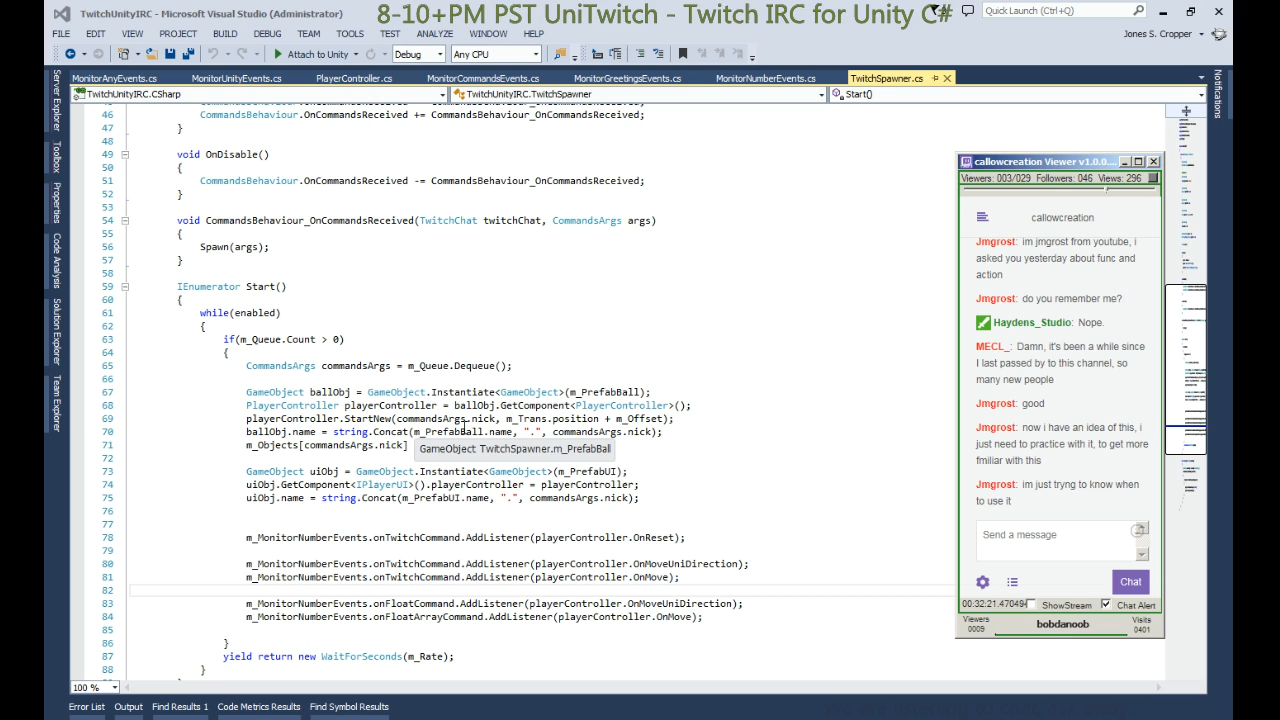 TwitchUnityIRC - Microsoft Visual Studio (Administrator)
8-10+PM PST UniTwitch - Twitch IRC for Unity C#
Quick Launch (Ctrl+Q)
FILE EDIT VIEW PROJECT BUILD DEBUG TEAM TOOLS TEST ANALYZE WINDOW HELP
Jones S. Cropper
Attach to Unity Debug Any CPU
MonitorAnyEvents.cs MonitorUnityEvents.cs PlayerController.cs MonitorCommandsEvents.cs MonitorGreetingsEvents.cs MonitorNumberEvents.cs TwitchSpawner.cs
TwitchUnityIRC.CSharp TwitchUnityIRC.TwitchSpawner Start()
Server Explorer
Toolbox
Properties
Code Analysis
Solution Explorer
Team Explorer
Notifications
46 CommandsBehaviour.OnCommandsReceived += CommandsBehaviour_OnCommandsReceived;
47 }
48
49 void OnDisable()
50 {
51 CommandsBehaviour.OnCommandsReceived -= CommandsBehaviour_OnCommandsReceived;
52 }
53
54 void CommandsBehaviour_OnCommandsReceived(TwitchChat twitchChat, CommandsArgs args)
55 {
56 Spawn(args);
57 }
58
59 IEnumerator Start()
60 {
61 while(enabled)
62 {
63 if(m_Queue.Count > 0)
64 {
65 CommandsArgs commandsArgs = m_Queue.Dequeue();
66
67 GameObject ballObj = GameObject.Instantiate<GameObject>(m_PrefabBall);
68 PlayerController playerController = ballObj.GetComponent<PlayerController>();
69 playerController.StartNew(commandsArgs.nick, m_Trans.position + m_Offset);
70 ballObj.name = string.Concat(m_PrefabBall.name, ".", commandsArgs.nick);
71 m_Objects[commandsArgs.nick]
GameObject TwitchSpawner.m_PrefabBall
72
73 GameObject uiObj = GameObject.Instantiate<GameObject>(m_PrefabUI);
74 uiObj.GetComponent<IPlayerUI>().playerController = playerController;
75 uiObj.name = string.Concat(m_PrefabUI.name, ".", commandsArgs.nick);
76
77
78 m_MonitorNumberEvents.onTwitchCommand.AddListener(playerController.OnReset);
79
80 m_MonitorNumberEvents.onTwitchCommand.AddListener(playerController.OnMoveUniDirection);
81 m_MonitorNumberEvents.onTwitchCommand.AddListener(playerController.OnMove);
82
83 m_MonitorNumberEvents.onFloatCommand.AddListener(playerController.OnMoveUniDirection);
84 m_MonitorNumberEvents.onFloatArrayCommand.AddListener(playerController.OnMove);
85
86 }
87 yield return new WaitForSeconds(m_Rate);
88 }
100 %
Error List Output Find Results 1 Code Metrics Results Find Symbol Results
callowcreation Viewer v1.0.0....
Viewers: 003/029 Followers: 046 Views: 296
callowcreation
Jmgrost: im jmgrost from youtube, i
asked you yesterday about func and
action
Jmgrost: do you remember me?
Haydens_Studio: Nope.
MECL_: Damn, it's been a while since
I last passed by to this channel, so
many new people
Jmgrost: good
Jmgrost: now i have an idea of this, i
just need to practice with it, to get more
fmiliar with this
Jmgrost: im just tryng to know when
to use it
Send a message
Chat
00:32:21.47049 ShowStream Chat Alert
Viewers
0009
bobdanoob
Visits
0401